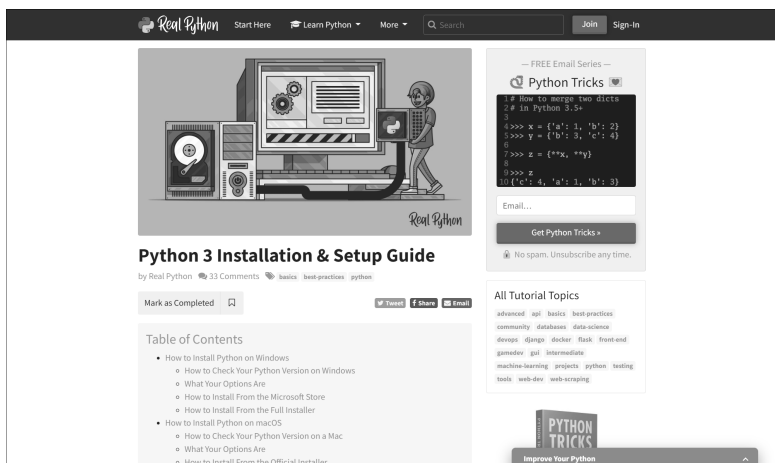 Real Python
Start Here
Learn Python
More
Search
Join
Sign-In
Real Python
Python 3 Installation & Setup Guide
by Real Python 33 Comments basics best-practices python
Mark as Completed
Tweet
Share
Email
Table of Contents
How to Install Python on Windows
How to Check Your Python Version on Windows
What Your Options Are
How to Install From the Microsoft Store
How to Install From the Full Installer
How to Install Python on macOS
How to Check Your Python Version on a Mac
What Your Options Are
How to Install From the Official Installer
— FREE Email Series —
Python Tricks
1 # How to merge two dicts
2 # in Python 3.5+
3
4 >>> x = {'a': 1, 'b': 2}
5 >>> y = {'b': 3, 'c': 4}
6
7 >>> z = {**x, **y}
8
9 >>> z
10 {'c': 4, 'a': 1, 'b': 3}
Email…
Get Python Tricks »
No spam. Unsubscribe any time.
All Tutorial Topics
advanced api basics best-practices
community databases data-science
devops django docker flask front-end
gamedev gui intermediate
machine-learning projects python testing
tools web-dev web-scraping
PYTHON
TRICKS
Improve Your Python